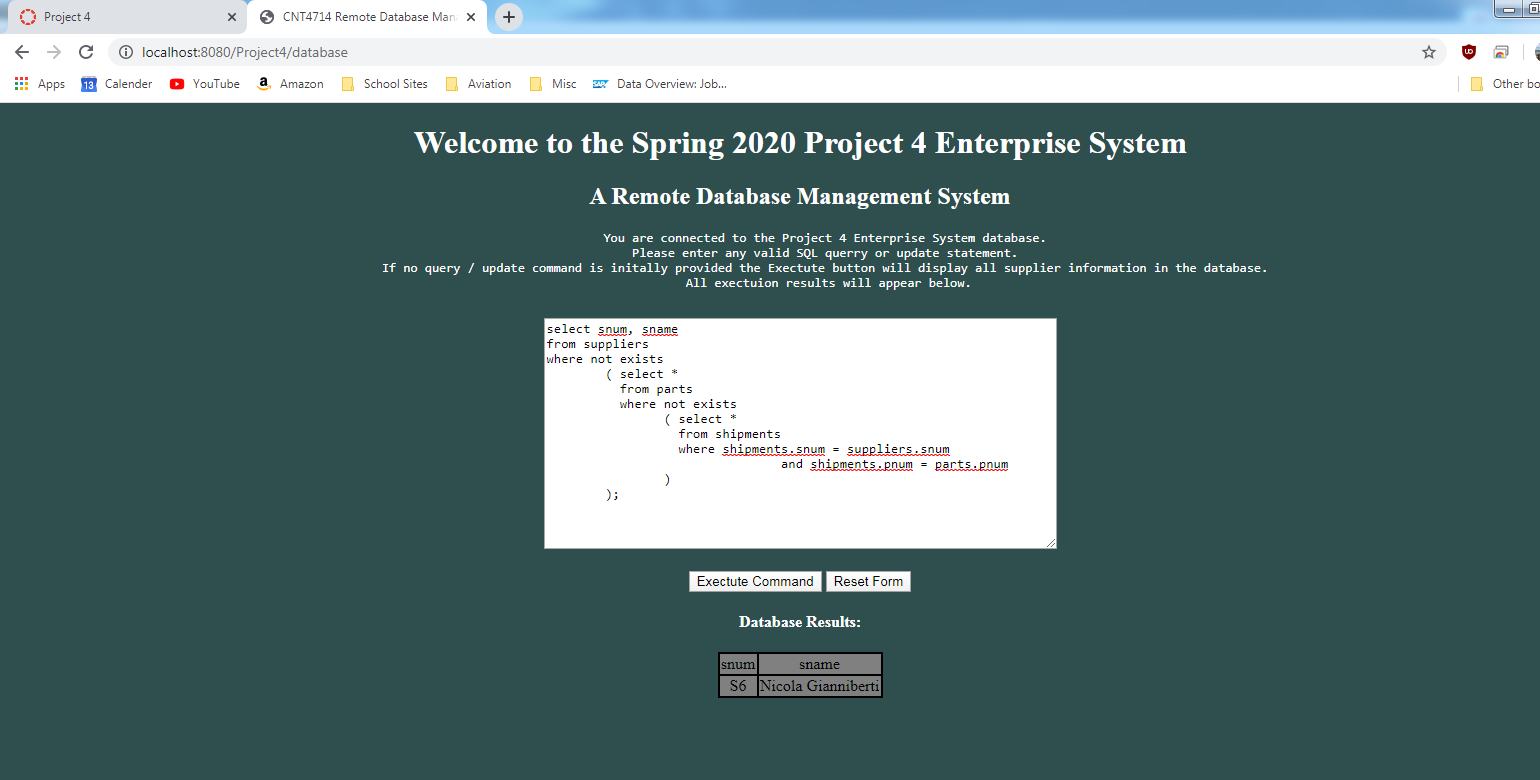 Project 4
CNT4714 Remote Database Man
localhost:8080/Project4/database
Apps 13 Calender YouTube a Amazon School Sites Aviation Misc SAP Data Overview: Job... Other bo
Welcome to the Spring 2020 Project 4 Enterprise System
A Remote Database Management System
You are connected to the Project 4 Enterprise System database.
Please enter any valid SQL querry or update statement.
If no query / update command is initally provided the Exectute button will display all supplier information in the database.
All exectuion results will appear below.
select snum, sname
from suppliers
where not exists
( select *
from parts
where not exists
( select *
from shipments
where shipments.snum = suppliers.snum
and shipments.pnum = parts.pnum
)
);
Exectute Command Reset Form
Database Results:
snum sname
S6 Nicola Gianniberti